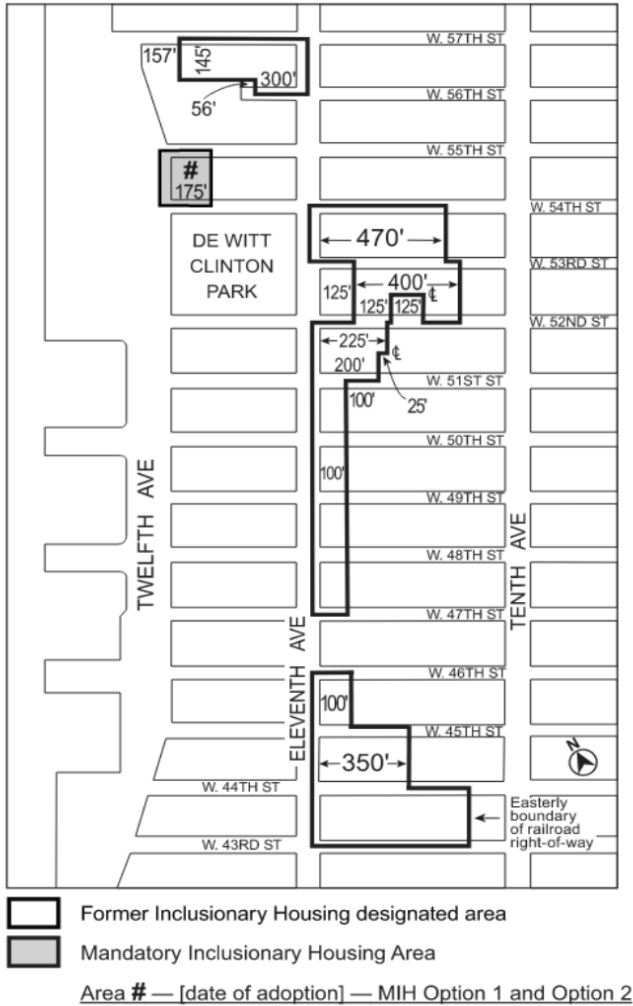 W. 57TH ST
157'
145'
300'
56'
W. 56TH ST
W. 55TH ST
#
175'
W. 54TH ST
DE WITT
CLINTON
PARK
470'
W. 53RD ST
400'
125'
125'
125'
℄
W. 52ND ST
225'
℄
200'
W. 51ST ST
100'
25'
W. 50TH ST
100'
W. 49TH ST
TWELFTH AVE
TENTH AVE
W. 48TH ST
W. 47TH ST
ELEVENTH AVE
W. 46TH ST
100'
W. 45TH ST
350'
N
W. 44TH ST
Easterly
boundary
of railroad
right-of-way
W. 43RD ST
Former Inclusionary Housing designated area
Mandatory Inclusionary Housing Area
Area # — [date of adoption] — MIH Option 1 and Option 2